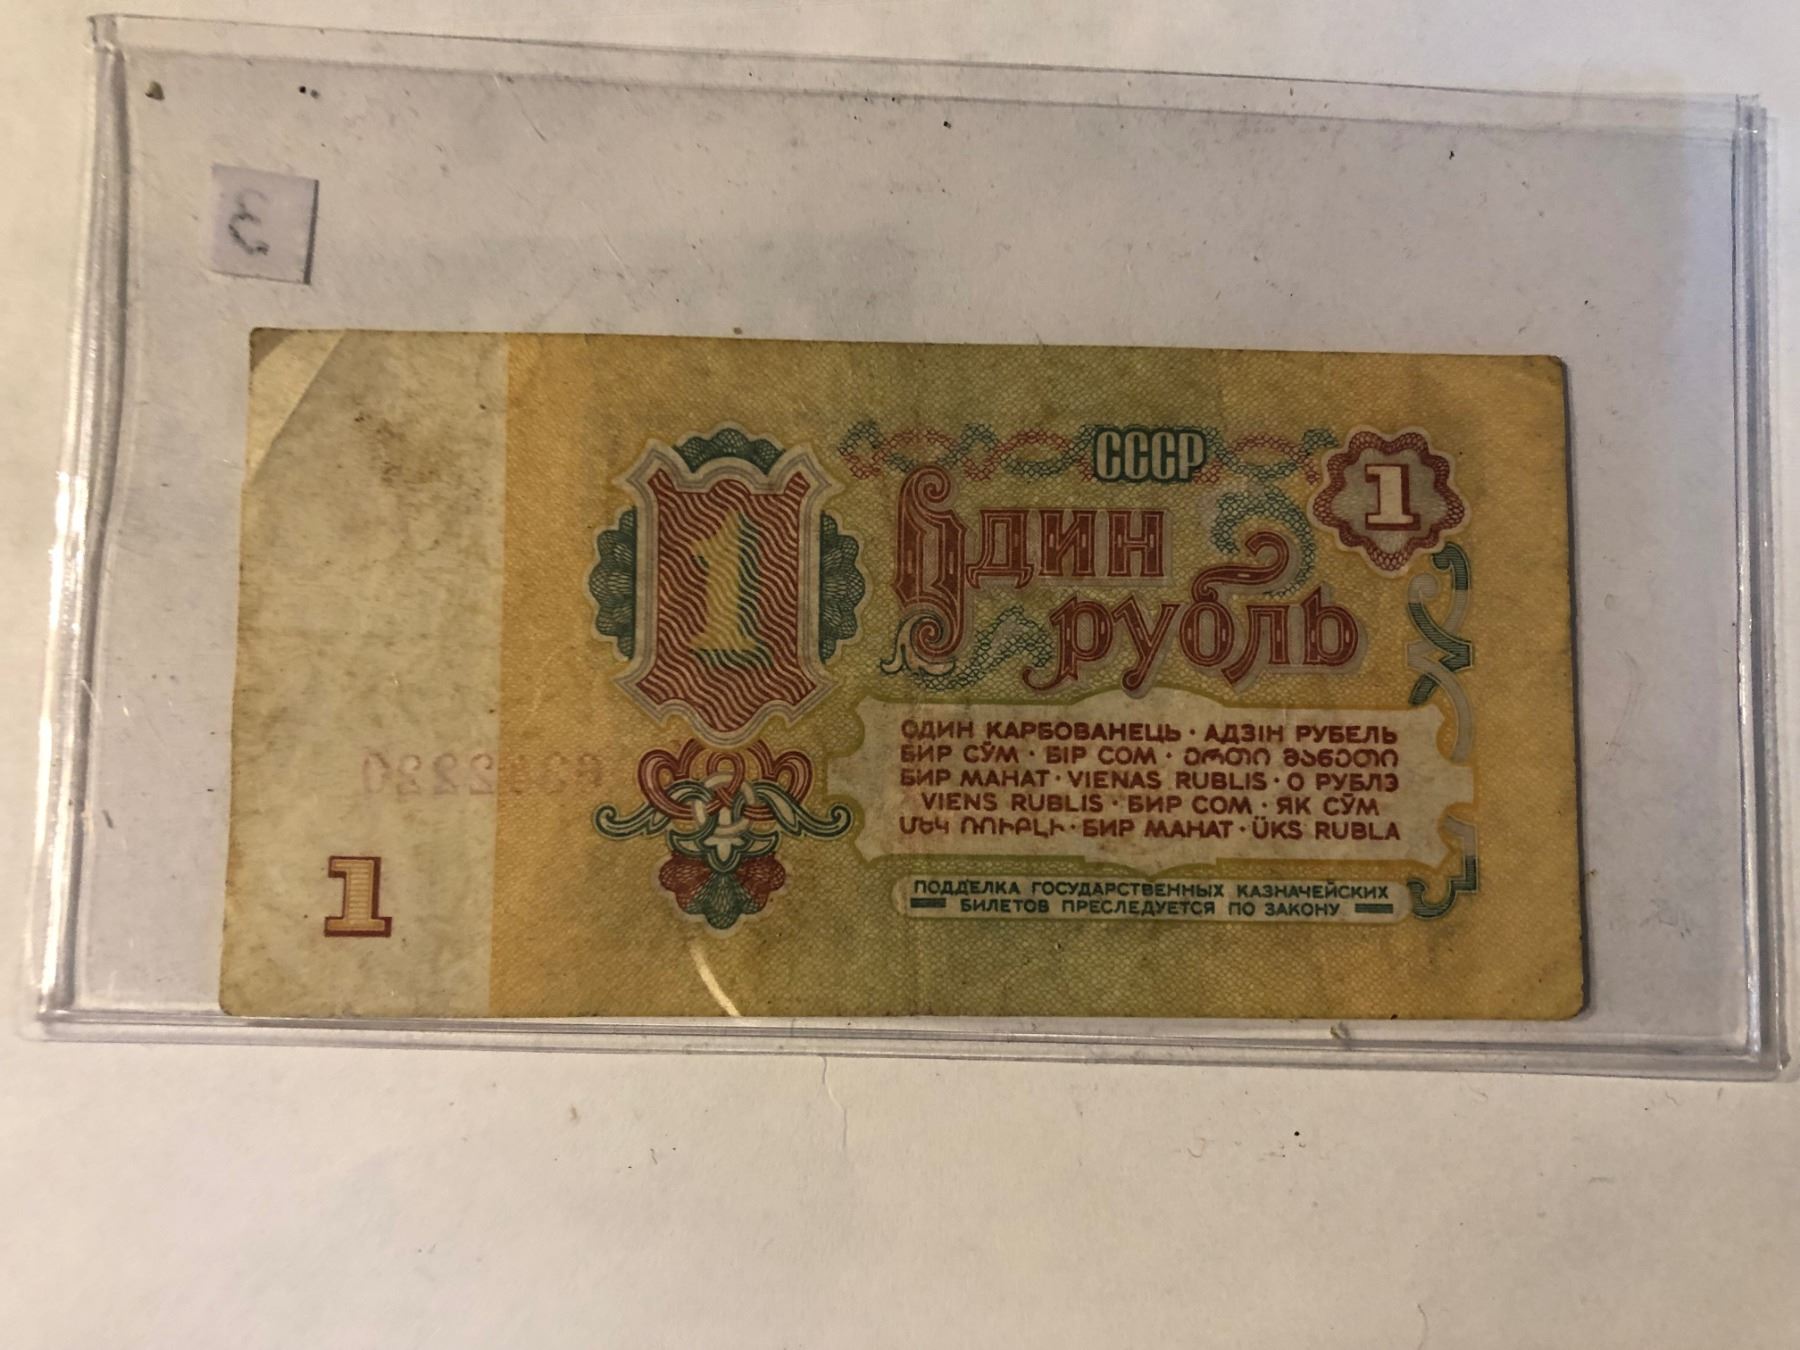 СССР
1
1
Один
рубль
ОДИН КАРБОВАНЕЦЬ · АДЗІН РУБЕЛЬ
БИР СЎМ · БІР СОМ · ᲔᲠᲗᲘ ᲛᲐᲜᲔᲗᲘ
БИР МАНАТ · VIENAS RUBLIS · О РУБЛЭ
VIENS RUBLIS · БИР СОМ · ЯК СӮМ
ՄԵԿ ՌՈՒԲԼԻ · БИР МАНАТ · ÜKS RUBLA
ПОДДЕЛКА ГОСУДАРСТВЕННЫХ КАЗНАЧЕЙСКИХ
БИЛЕТОВ ПРЕСЛЕДУЕТСЯ ПО ЗАКОНУ
1